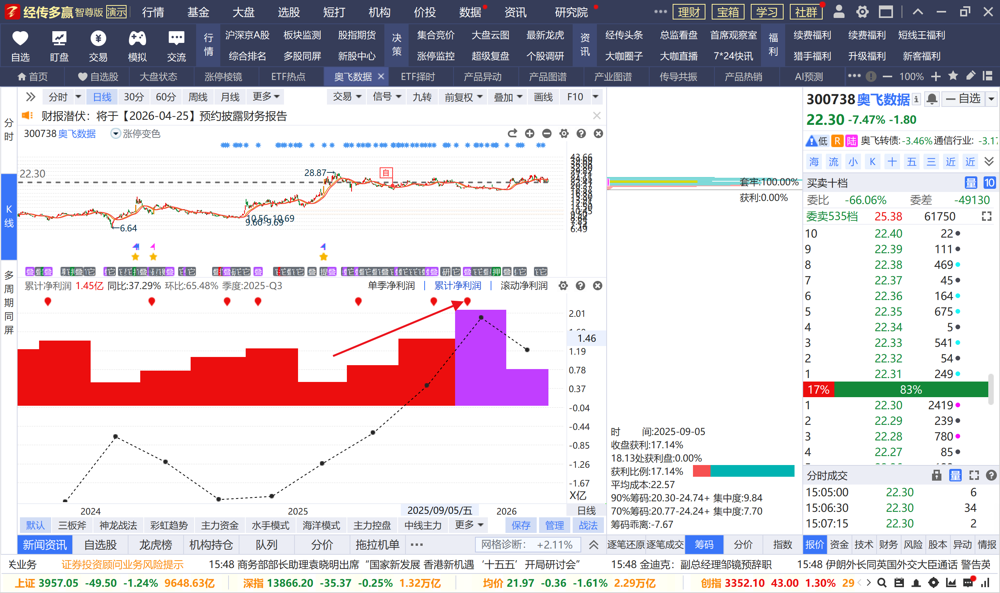 经传多赢 智尊版 演示 行情 基金 大盘 选股 短打 机构 价投 数据 资讯 研究院 理财 宝箱 学习 社群
自选 盯盘 交易 模拟 交流
行情 沪深京A股 板块监测 股指期货 决策 集合竞价 大盘云图 最新龙虎 资讯 经传头条 总监看盘 首席观察室 福利 续费福利 续费福利 短线王福利
综合排名 多股同屏 新股中心 涨停监控 超级复盘 个股调研 大咖圈子 大咖直播 7*24快讯 猎手福利 升级福利 新客福利
首页 自选股 大盘状态 涨停棱镜 ETF热点 奥飞数据 ETF择时 产品异动 产品图谱 产业图谱 传导共振 产品热销 AI预测 100%
分时
K线
多周期同屏
分时 日线 30分 60分 周线 月线 更多 交易 信号 九转 前复权 叠加 画线 F10
财报潜伏：将于【2026-04-25】预约披露财务报告
300738 奥飞数据 涨停变色
43.66
22.30
28.87
自
10.56-10.69
9.60-9.69
6.64
6.49
累计净利润 1.45亿 同比:37.29% 环比:65.48% 季度:2025-Q3 单季净利润 累计净利润 滚动净利润
2.01
1.46
1.19
0.78
0.37
-0.04
-0.44
-0.85
-1.26
-1.67
X亿
2024 2025 2025/09/05/五 2026 日线
默认 三板斧 神龙战法 彩虹趋势 主力资金 水手模式 海洋模式 主力控盘 中线主力 更多 保存 管理 战法
新闻资讯 自选股 龙虎榜 机构持仓 队列 分价 拖拉机单 网格诊断： +2.11%
套牢:100.00%
获利:0.00%
时 间:2025-09-05
收盘获利:17.14%
18.13处获利盘:0.00%
获利比例:17.14%
平均成本:22.57
90%筹码:20.30-24.74+ 集中度:9.84
70%筹码:20.77-24.24+ 集中度:7.70
筹码乖离:-7.67
逐笔还原 逐笔成交 筹码 分价 指数
300738 奥飞数据 自选
22.30 -7.47% -1.80
低 R 陆 奥飞转债:-3.46% 通信行业:
海 流 小 K 十 五 三 近 近
买卖十档 量 10
委比 -66.06% 委差 -49130
委卖535档 25.38 61750
10 22.40 22
9 22.39 111
8 22.38 469
7 22.37 45
6 22.36 164
5 22.35 675
4 22.34 5
3 22.33 541
2 22.32 54
1 22.31 249
17% 83%
1 22.30 2419
2 22.29 239
3 22.28 780
4 22.27 85
分时成交 量
15:05:00 22.30 6
15:06:30 22.30 34
15:07:15 22.30 2
报价 资金 技术 财务 风险 股本 异动 情报
关业务 证券投资顾问业务风险提示 15:48 商务部部长助理袁晓明出席“国家新发展 香港新机遇 ‘十五五’ 开局研讨会” 15:48 金迪克：副总经理邹镜预辞职 15:48 伊朗外长同英国外交大臣通话 警告英
上证 3957.05 -49.50 -1.24% 9648.63亿 深指 13866.20 -35.37 -0.25% 1.32万亿 均价 21.97 -0.36 -1.61% 2.29万亿 创指 3352.10 43.00 1.30% 29